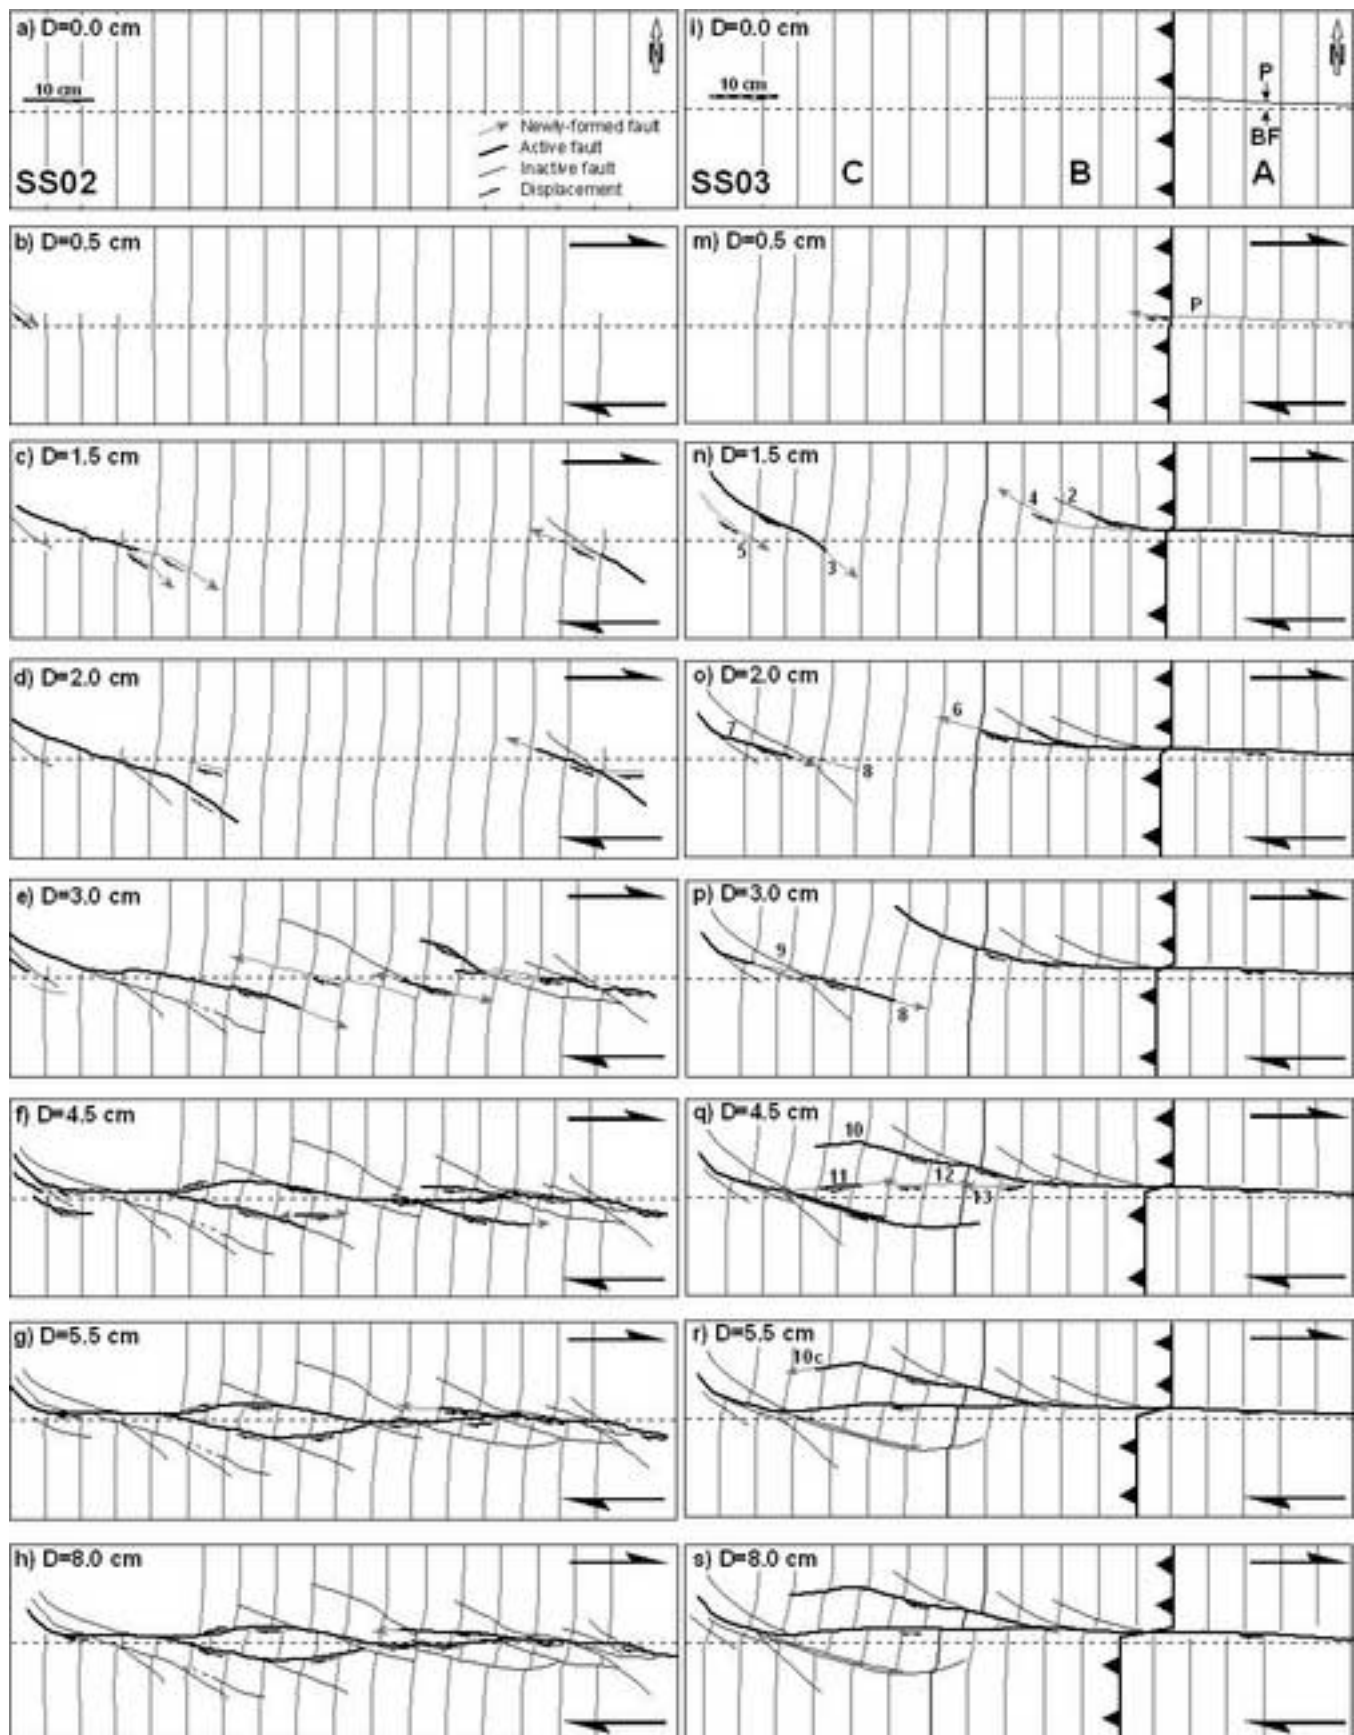 a) D=0.0 cm
N
10 cm
Newly-formed fault
Active fault
Inactive fault
Displacement
SS02
b) D=0.5 cm
c) D=1.5 cm
d) D=2.0 cm
e) D=3.0 cm
f) D=4.5 cm
g) D=5.5 cm
h) D=8.0 cm
i) D=0.0 cm
N
10 cm
P
BF
SS03 C B A
m) D=0.5 cm
P
n) D=1.5 cm
4 2
5
3
o) D=2.0 cm
6
7
8
p) D=3.0 cm
9
8
q) D=4.5 cm
10
11 12
13
r) D=5.5 cm
10c
s) D=8.0 cm